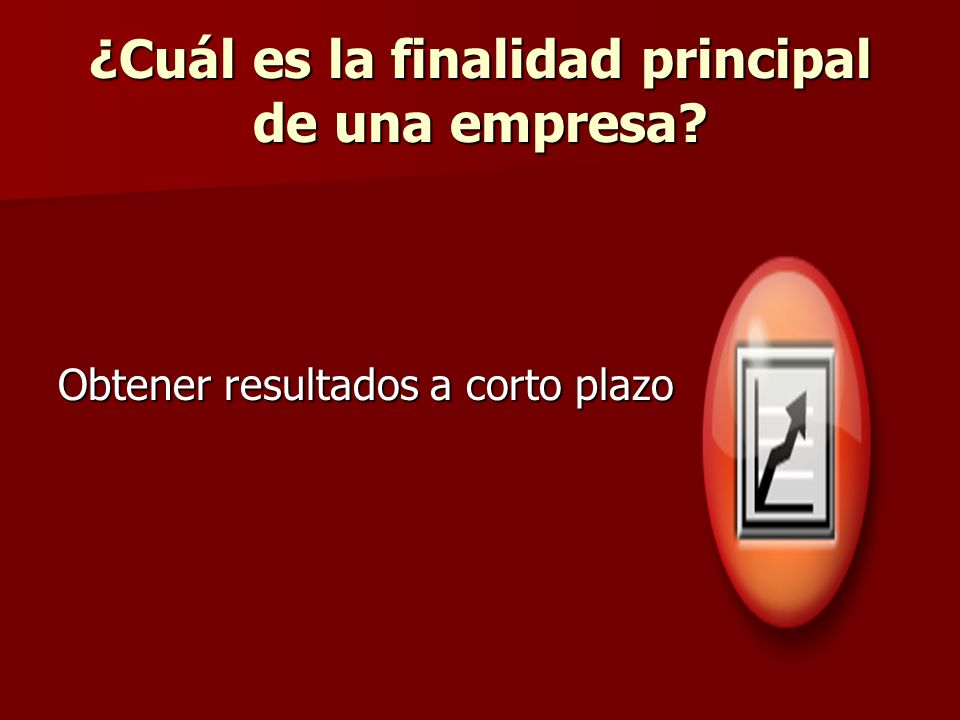 ¿Cuál es la finalidad principal
de una empresa?
Obtener resultados a corto plazo